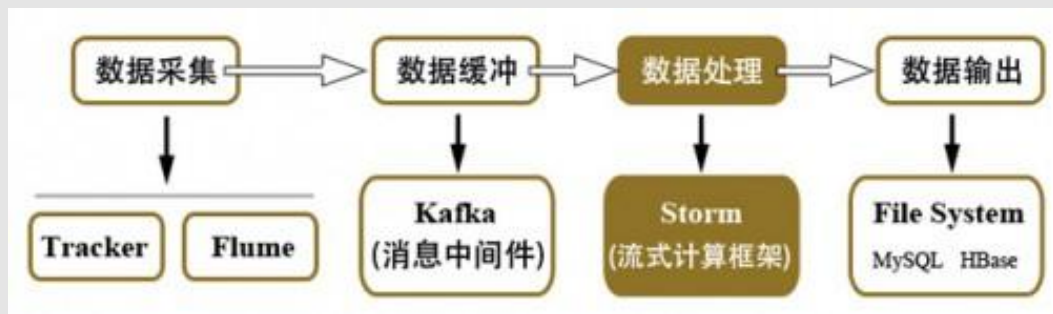 数据采集
数据缓冲
数据处理
数据输出
Tracker
Flume
Kafka
(消息中间件)
Storm
(流式计算框架)
File System
MySQL HBase